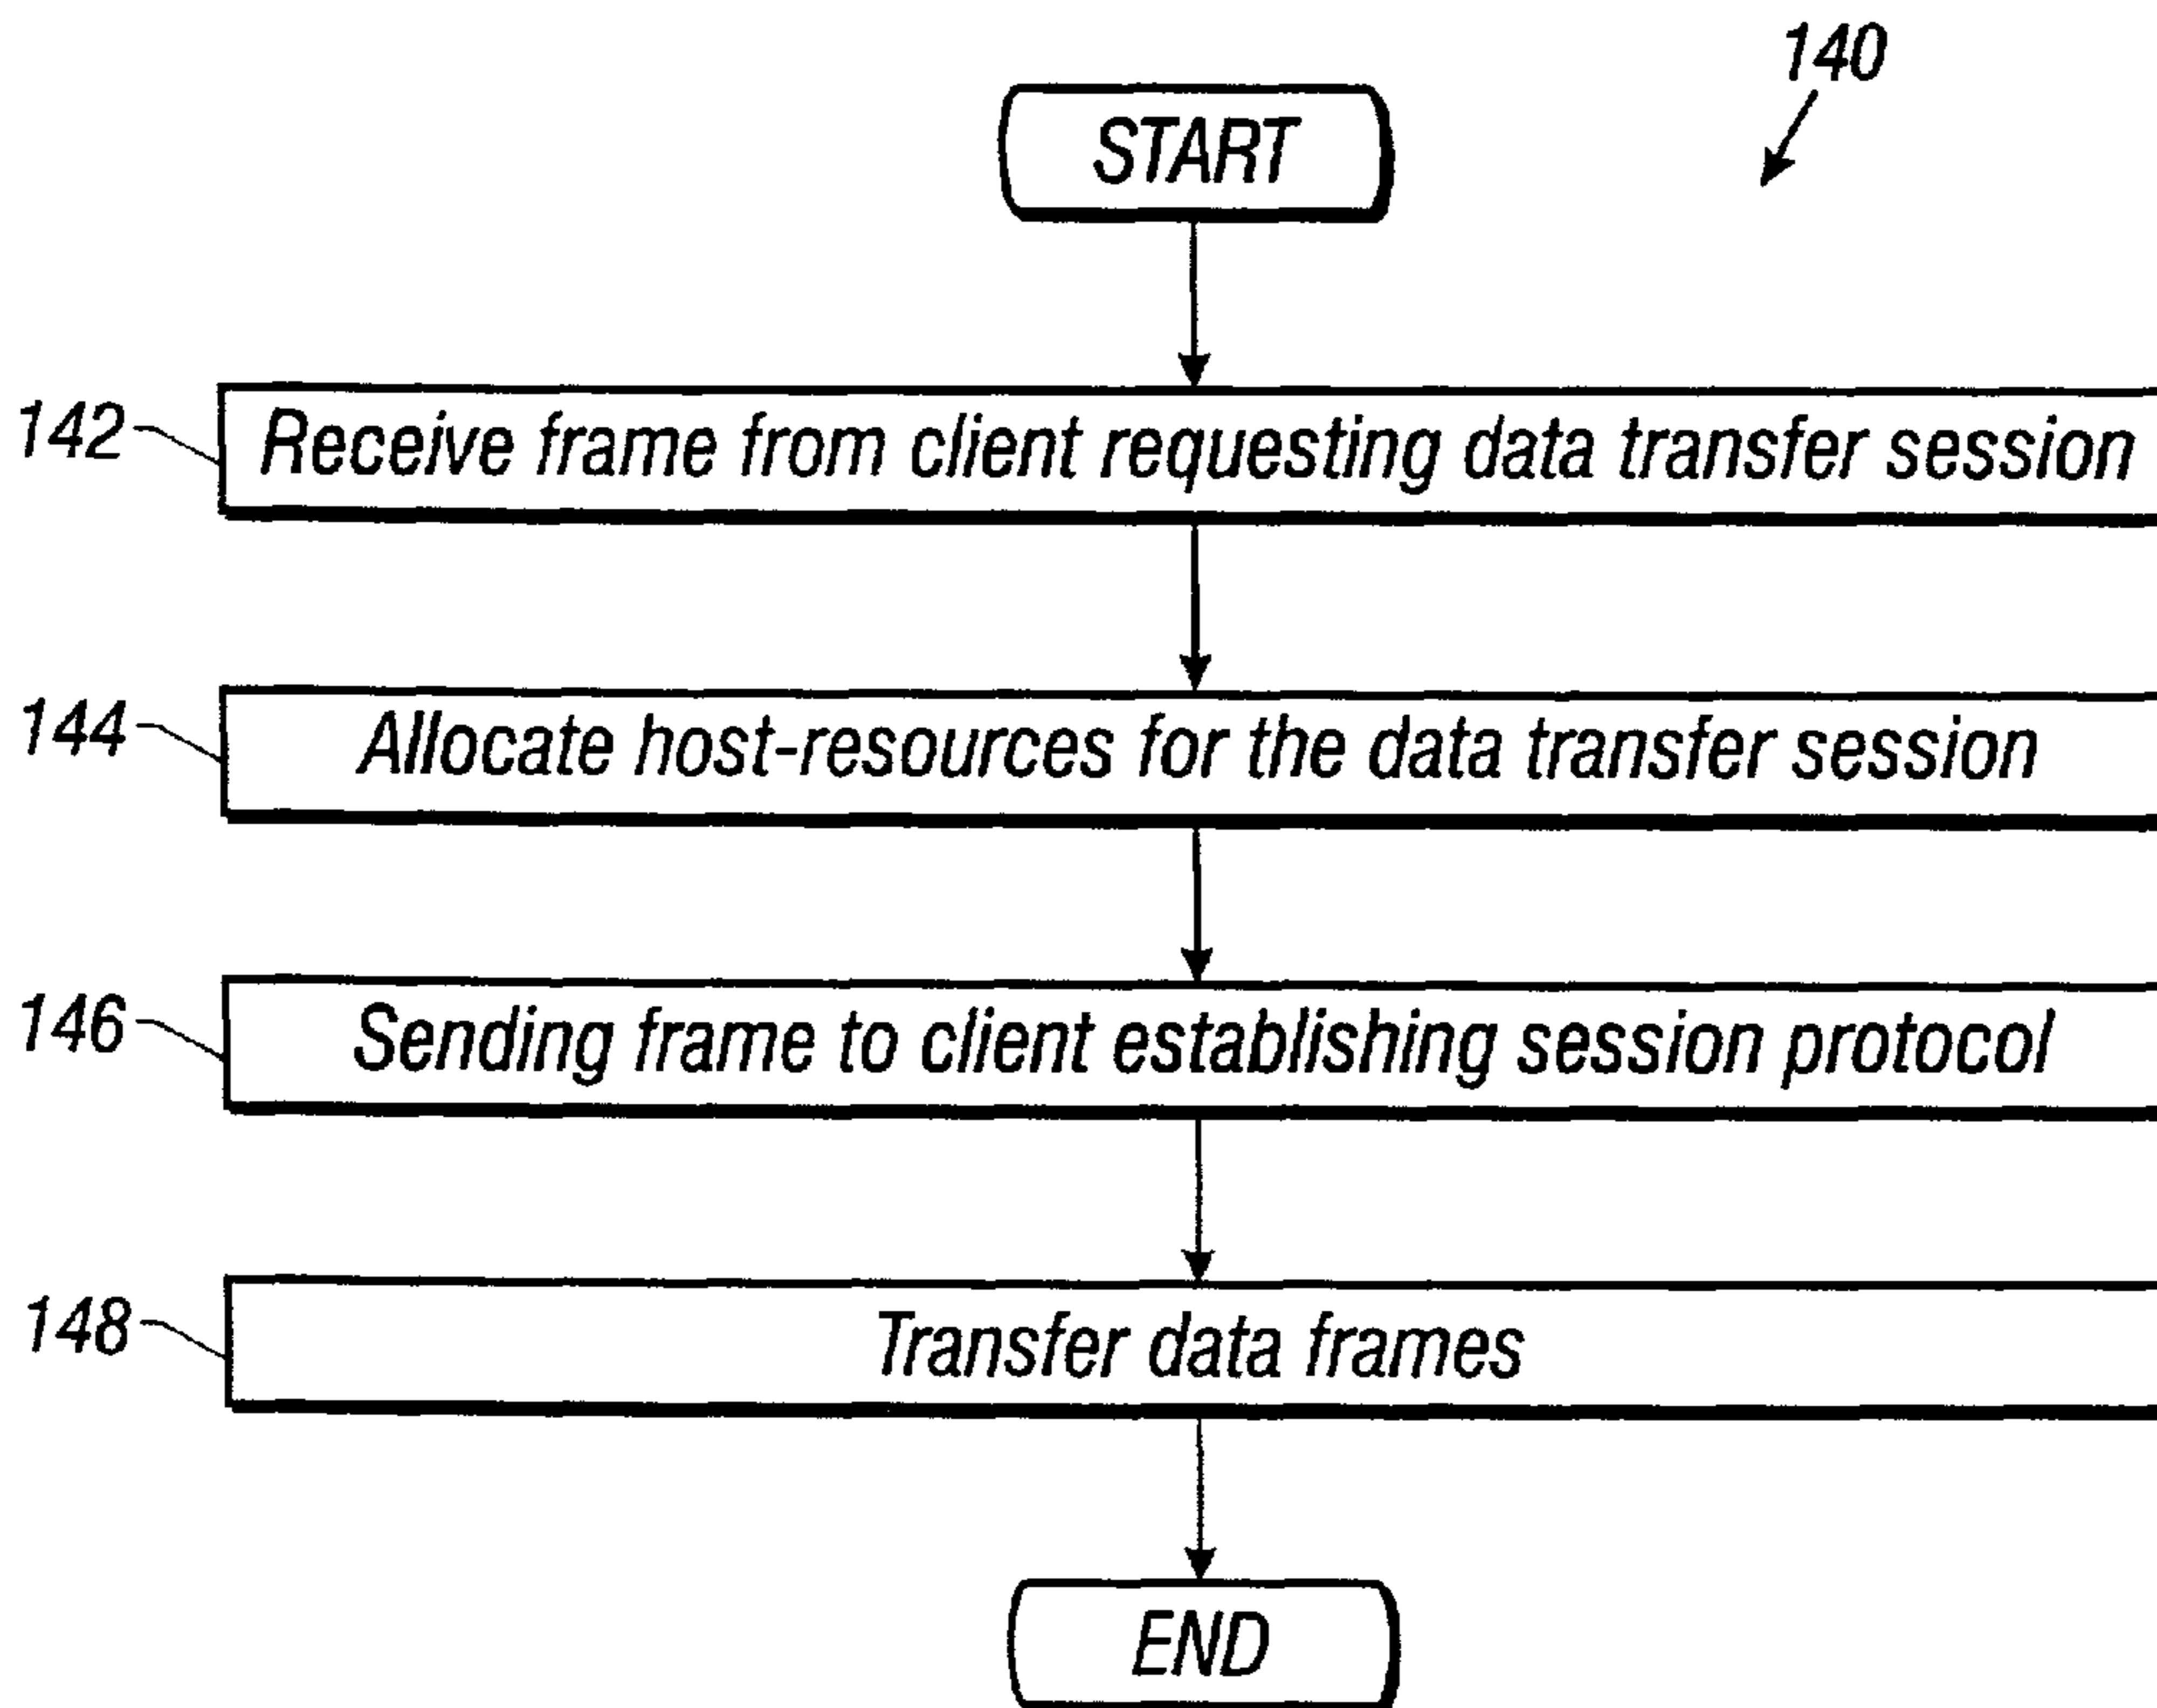 140
START
142
Receive frame from client requesting data transfer session
144
Allocate host-resources for the data transfer session
146
Sending frame to client establishing session protocol
148
Transfer data frames
END